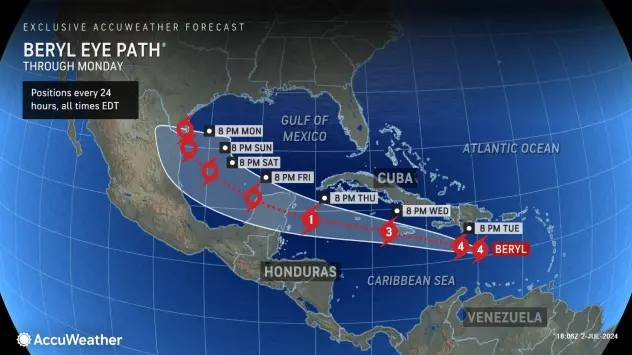 EXCLUSIVE ACCUWEATHER FORECAST
BERYL EYE PATH®
THROUGH MONDAY
Positions every 24
hours, all times EDT
GULF OF
MEXICO
ATLANTIC OCEAN
8 PM MON
8 PM SUN
8 PM SAT
8 PM FRI
CUBA
8 PM THU
8 PM WED
8 PM TUE
1
3
4
4
BERYL
HONDURAS
CARIBBEAN SEA
VENEZUELA
AccuWeather
18:06Z 2-JUL-2024